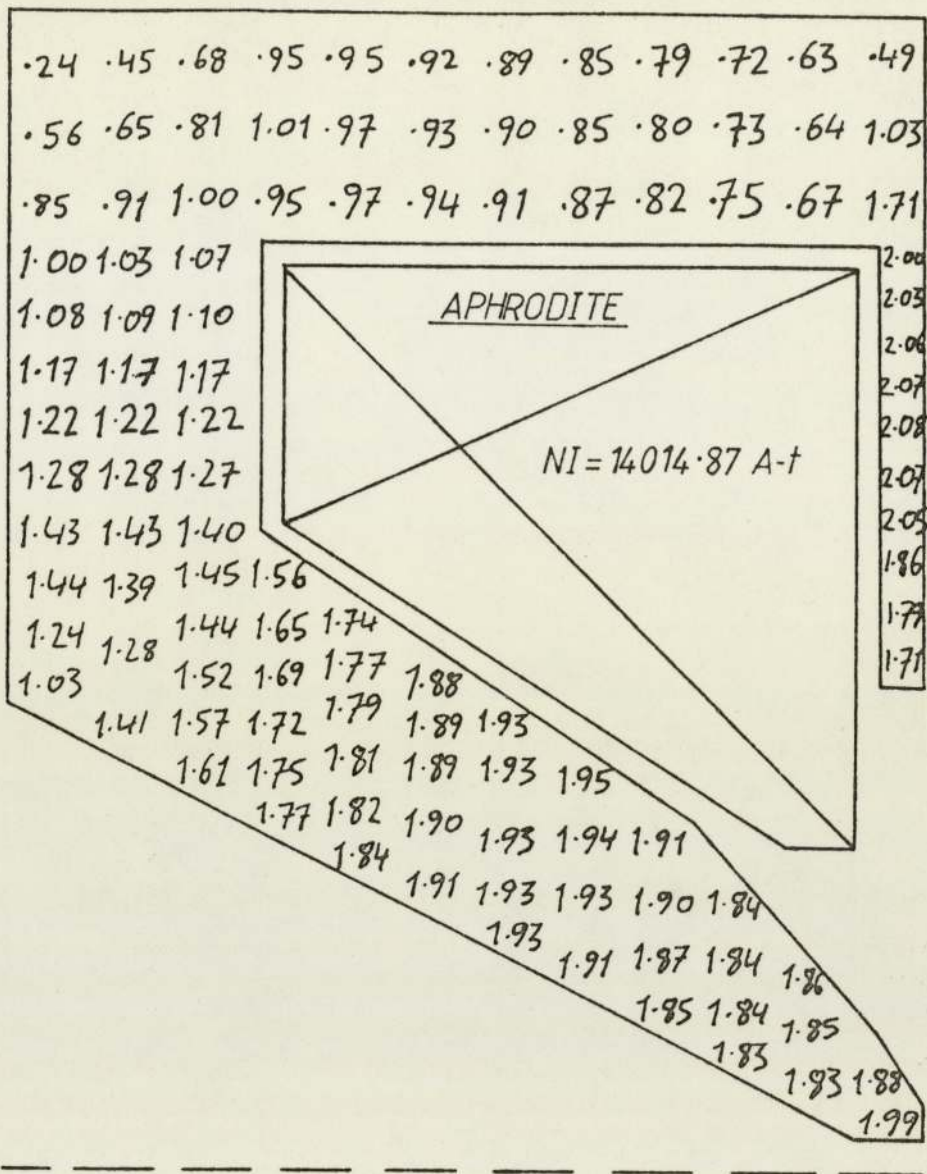 ·24 ·45 ·68 ·95 ·95 ·92 ·89 ·85 ·79 ·72 ·63 ·49
·56 ·65 ·81 1·01 ·97 ·93 ·90 ·85 ·80 ·73 ·64 1·03
·85 ·91 1·00 ·95 ·97 ·94 ·91 ·87 ·82 ·75 ·67 1·71
1·00 1·03 1·07 2·00
1·08 1·09 1·10 APHRODITE 2·03
1·17 1·17 1·17 2·06
2·07
1·22 1·22 1·22 2·08
1·28 1·28 1·27 NI = 14014·87 A-t 2·07
1·43 1·43 1·40 2·05
1·44 1·39 1·45 1·56 1·86
1·24 1·28 1·44 1·65 1·74 1·77
1·03 1·52 1·69 1·77 1·88 1·71
1·41 1·57 1·72 1·79 1·89 1·93
1·61 1·75 1·81 1·89 1·93 1·95
1·77 1·82 1·90 1·93 1·94 1·91
1·84 1·91 1·93 1·93 1·90 1·84
1·93 1·91 1·87 1·84 1·86
1·85 1·84 1·85
1·83 1·83 1·88
1·99